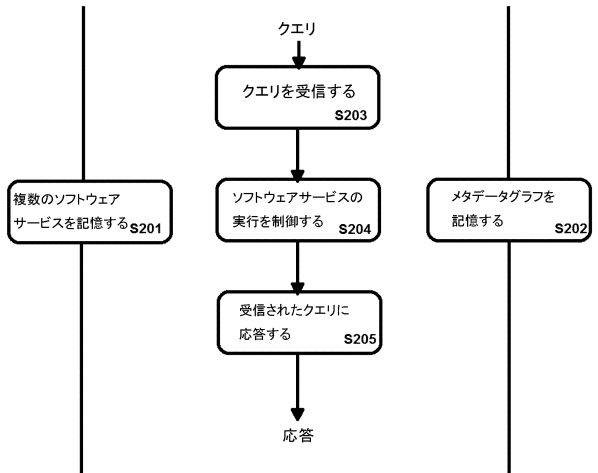 クエリ
クエリを受信する
S203
複数のソフトウェア
サービスを記憶する S201
ソフトウェアサービスの
実行を制御する S204
メタデータグラフを
記憶する S202
受信されたクエリに
応答する S205
応答